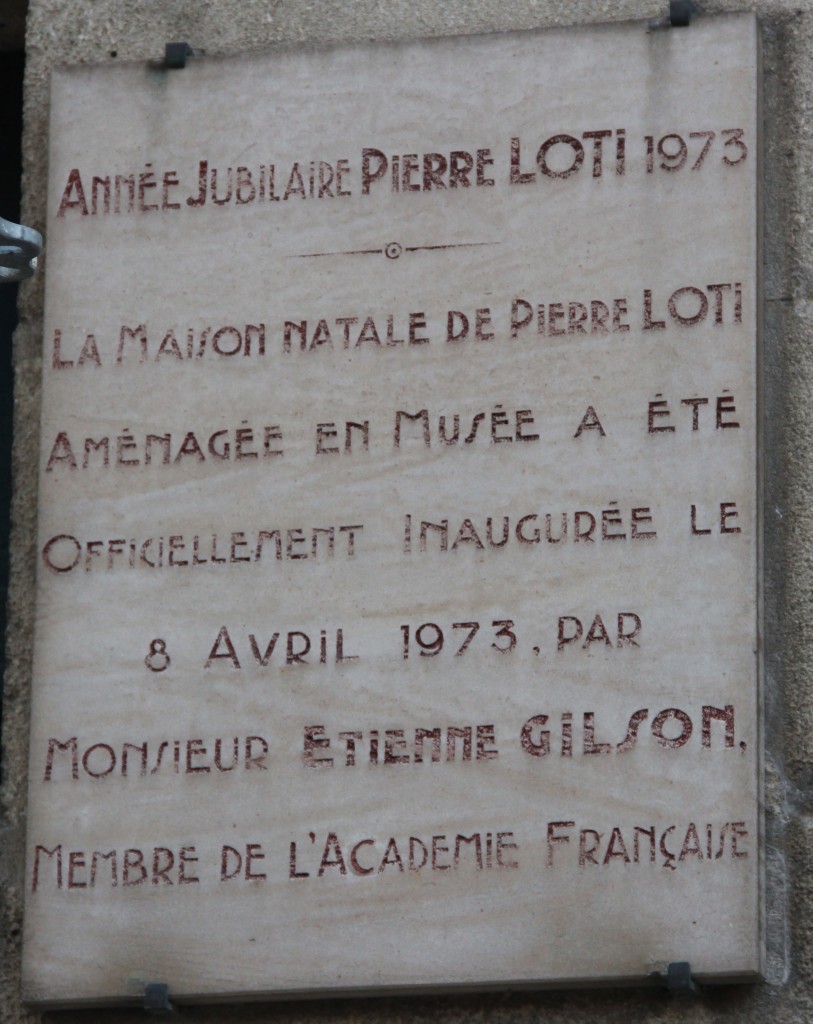 ANNÉE JUBILAIRE PIERRE LOTI 1973
LA MAISON NATALE DE PIERRE LOTI
AMÉNAGÉE EN MUSÉE A ÉTÉ
OFFICIELLEMENT INAUGURÉE LE
8 AVRIL 1973, PAR
MONSIEUR ETIENNE GILSON,
MEMBRE DE L'ACADEMIE FRANÇAISE